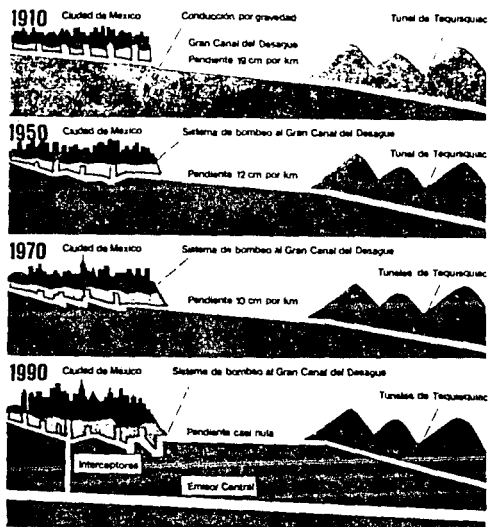 1910 Ciudad de Mexico Conducción por gravedad Tunel de Tequisquiac
Gran Canal del Desague
Pendiente 19 cm por km
1950 Ciudad de Mexico Sistema de bombeo al Gran Canal del Desague
Tunel de Tequisquiac
Pendiente 12 cm por km
1970 Ciudad de Mexico Sistema de bombeo al Gran Canal del Desague
Tuneles de Tequisquiac
Pendiente 10 cm por km
1990 Ciudad de Mexico Sistema de bombeo al Gran Canal del Desague
Tuneles de Tequisquiac
Pendiente casi nula
Interceptores
Emisor Central